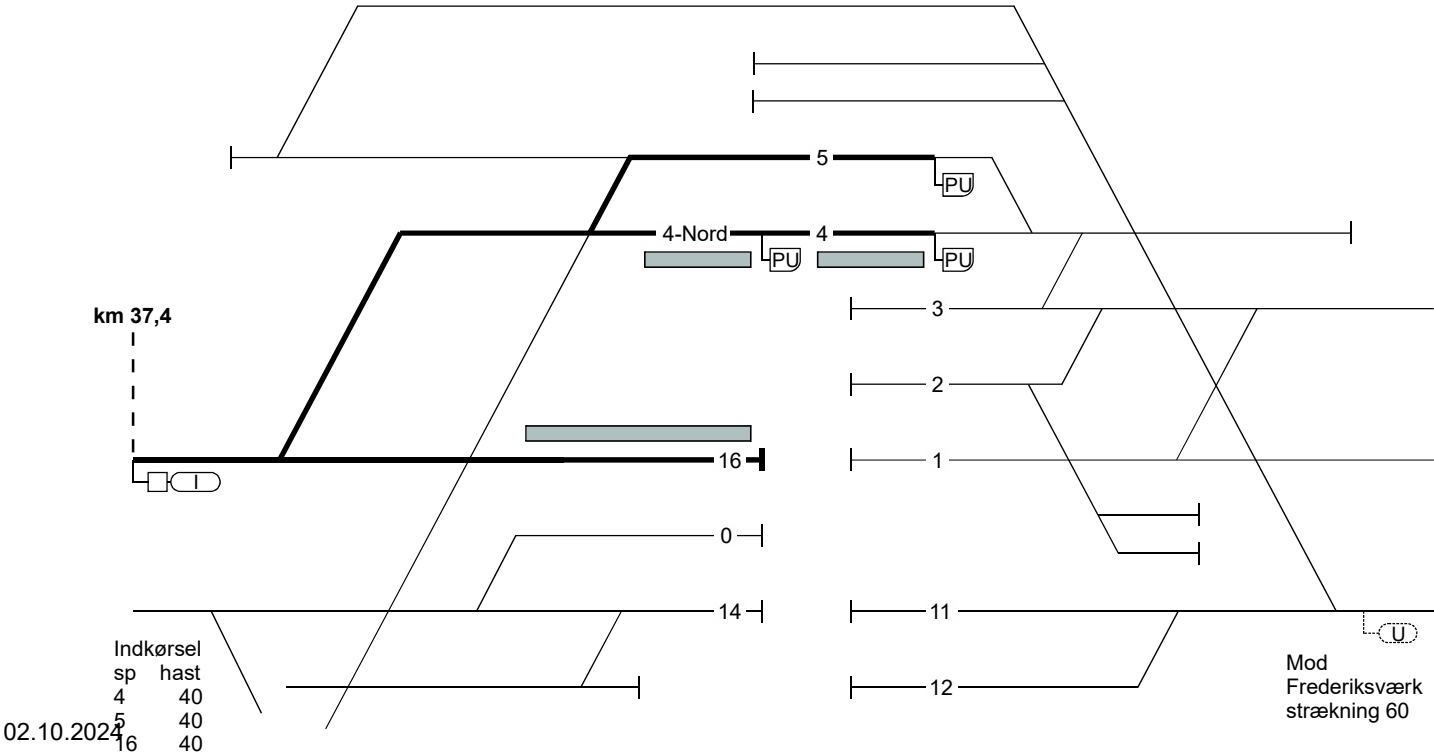 5
PU
4-Nord
4
PU
PU
km 37,4
3
2
16
1
I
0
14
11
U
Indkørsel
sp hast
4 40
5 40
16 40
12
Mod
Frederiksværk
strækning 60
02.10.2024